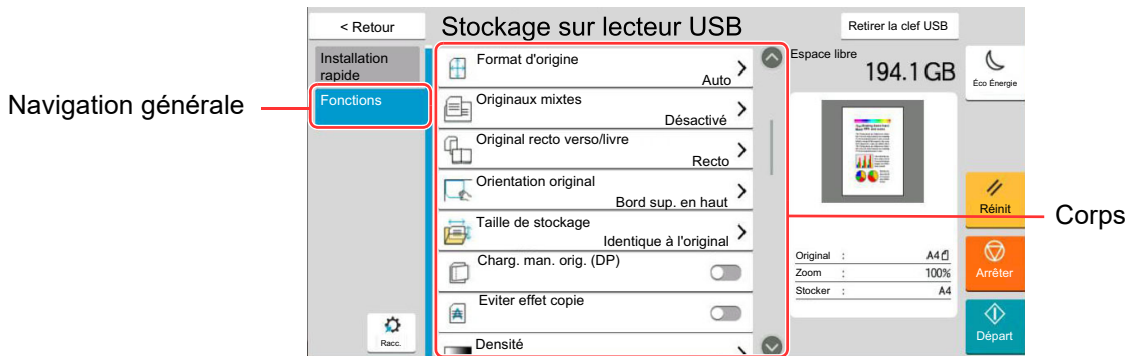 < Retour
Stockage sur lecteur USB
Retirer la clef USB
Installation
rapide
Fonctions
Navigation générale
Format d'origine
Auto
Originaux mixtes
Désactivé
Original recto verso/livre
Recto
Orientation original
Bord sup. en haut
Taille de stockage
Identique à l'original
Charg. man. orig. (DP)
Eviter effet copie
Densité
Racc.
Espace libre
194.1 GB
Original : A4
Zoom : 100%
Stocker : A4
Éco Énergie
Réinit
Arrêter
Départ
Corps